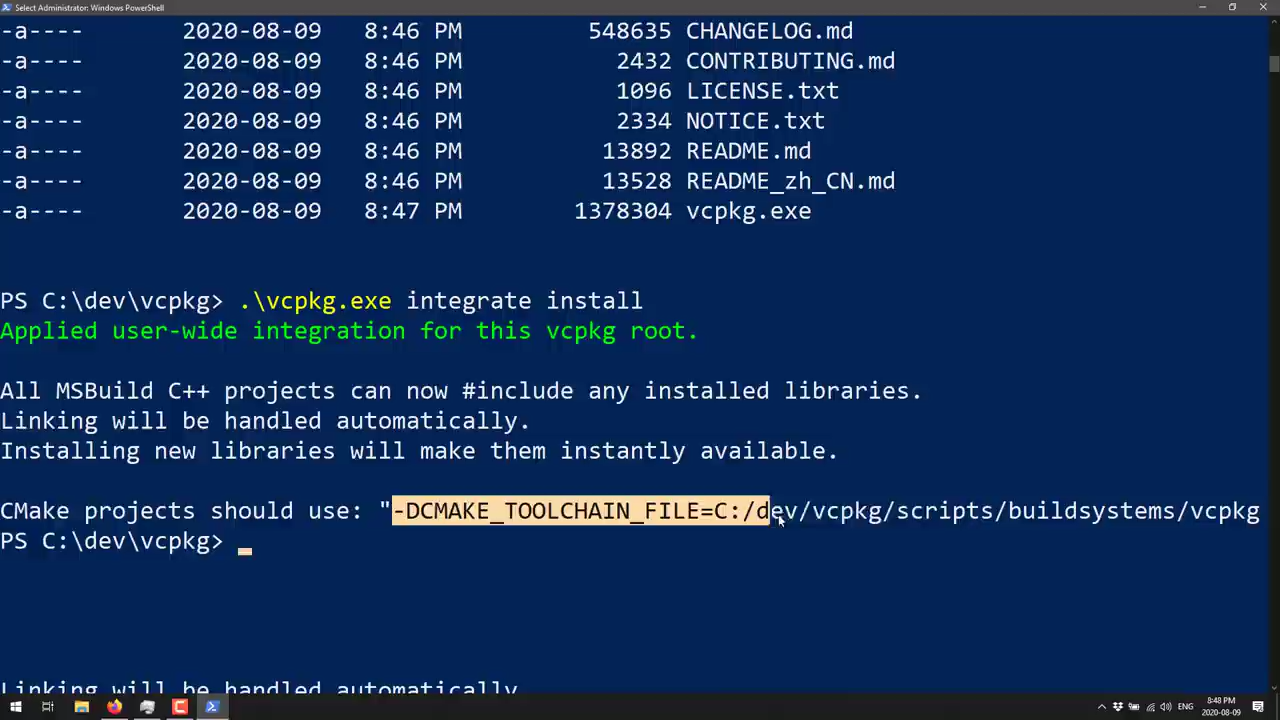 Select Administrator: Windows PowerShell
-a---- 2020-08-09 8:46 PM 548635 CHANGELOG.md
-a---- 2020-08-09 8:46 PM 2432 CONTRIBUTING.md
-a---- 2020-08-09 8:46 PM 1096 LICENSE.txt
-a---- 2020-08-09 8:46 PM 2334 NOTICE.txt
-a---- 2020-08-09 8:46 PM 13892 README.md
-a---- 2020-08-09 8:46 PM 13528 README_zh_CN.md
-a---- 2020-08-09 8:47 PM 1378304 vcpkg.exe
PS C:\dev\vcpkg> .\vcpkg.exe integrate install
Applied user-wide integration for this vcpkg root.
All MSBuild C++ projects can now #include any installed libraries.
Linking will be handled automatically.
Installing new libraries will make them instantly available.
CMake projects should use: "-DCMAKE_TOOLCHAIN_FILE=C:/dev/vcpkg/scripts/buildsystems/vcpkg
PS C:\dev\vcpkg>
Linking will be handled automatically
ENG
8:48 PM
2020-08-09